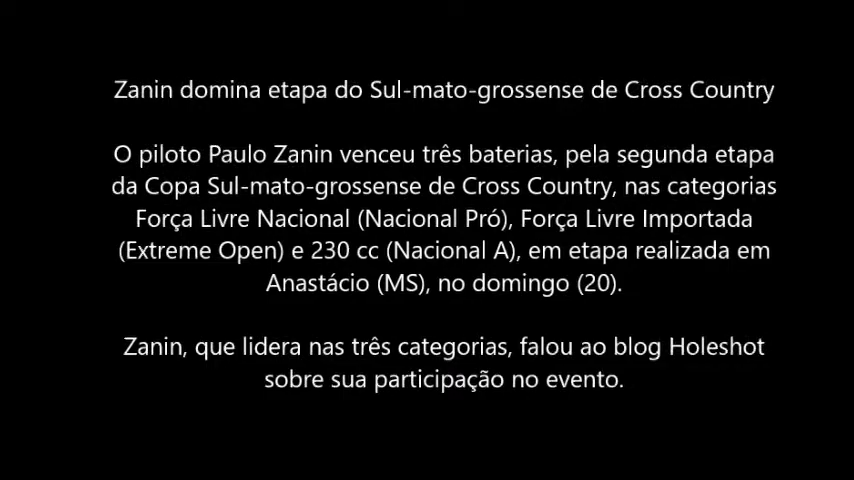 Zanin domina etapa do Sul-mato-grossense de Cross Country
O piloto Paulo Zanin venceu três baterias, pela segunda etapa
da Copa Sul-mato-grossense de Cross Country, nas categorias
Força Livre Nacional (Nacional Pró), Força Livre Importada
(Extreme Open) e 230 cc (Nacional A), em etapa realizada em
Anastácio (MS), no domingo (20).
Zanin, que lidera nas três categorias, falou ao blog Holeshot
sobre sua participação no evento.